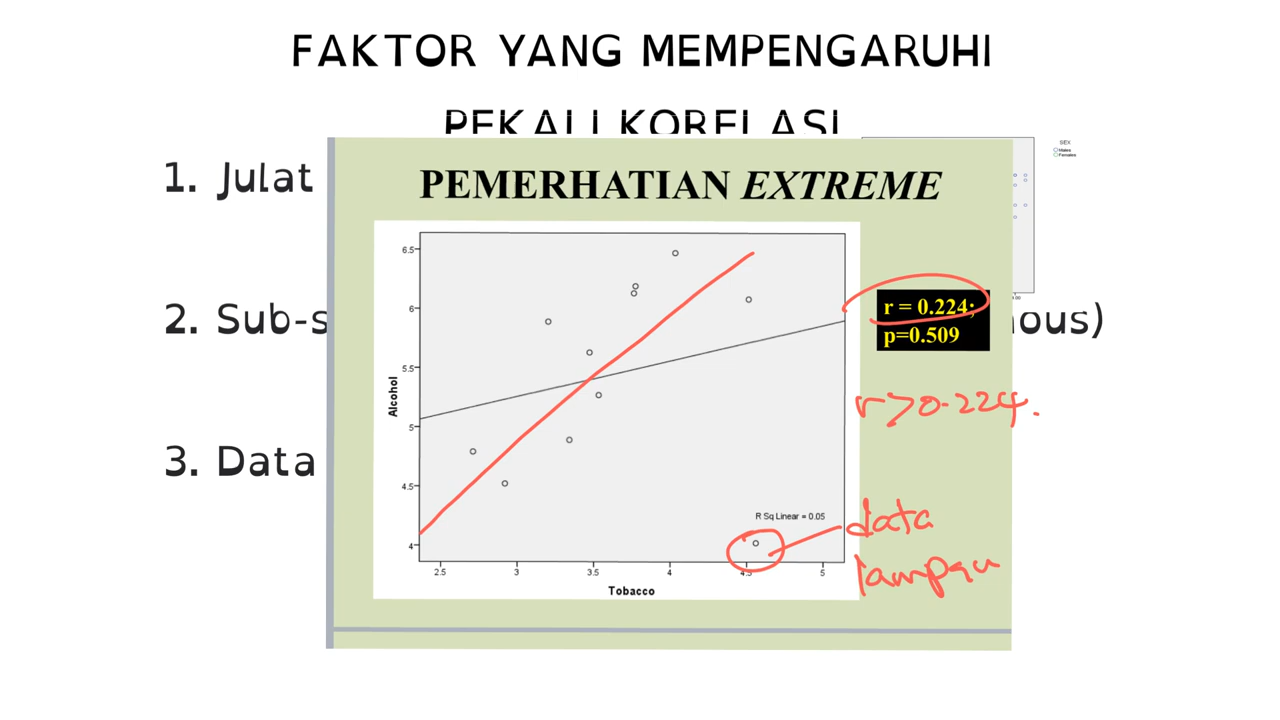 FAKTOR YANG MEMPENGARUHI
PEKALI KORELASI
1. Julat
PEMERHATIAN EXTREME
SEX
Males
Females
2. Sub-s
nous)
r = 0.224;
p=0.509
r>0.224.
3. Data
6.5
6
5.5
5
4.5
4
Alcohol
R Sq Linear = 0.05
data
lampau
2.5 3 3.5 4 4.5 5
Tobacco